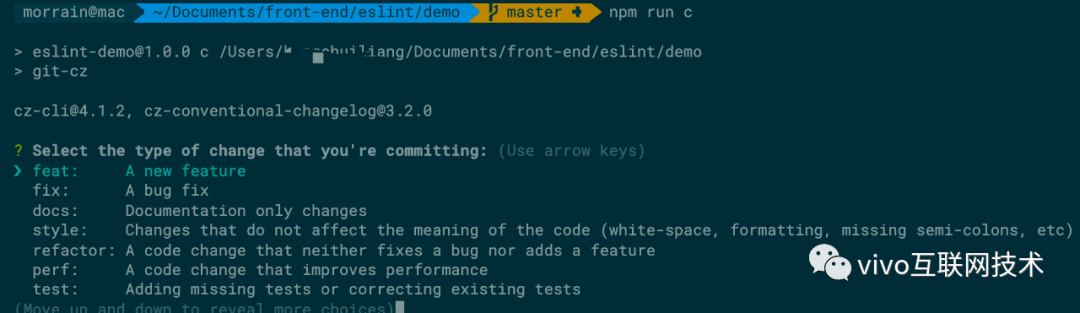 morrain@mac ~/Documents/front-end/eslint/demo master + npm run c
> eslint-demo@1.0.0 c /Users/ gchuiliang/Documents/front-end/eslint/demo
> git-cz
cz-cli@4.1.2, cz-conventional-changelog@3.2.0
? Select the type of change that you're committing: (Use arrow keys)
❯ feat: A new feature
fix: A bug fix
docs: Documentation only changes
style: Changes that do not affect the meaning of the code (white-space, formatting, missing semi-colons, etc)
refactor: A code change that neither fixes a bug nor adds a feature
perf: A code change that improves performance
test: Adding missing tests or correcting existing tests
(Move up and down to reveal more choices)
vivo互联网技术